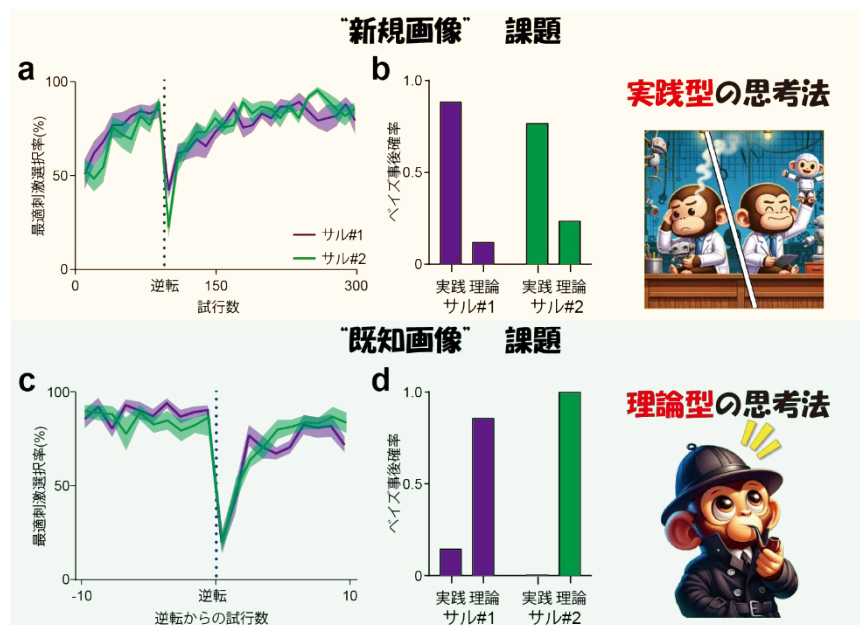 “新規画像” 課題
a
100
50
0
最適刺激選択率(%)
サル#1
サル#2
0
逆転
150
300
試行数
b
1.0
0.5
0
ベイズ事後確率
実践 理論 実践 理論
サル#1 サル#2
実践型の思考法
“既知画像” 課題
c
100
50
0
最適刺激選択率(%)
-10
逆転
10
逆転からの試行数
d
1.0
0.5
0
ベイズ事後確率
実践 理論 実践 理論
サル#1 サル#2
理論型の思考法